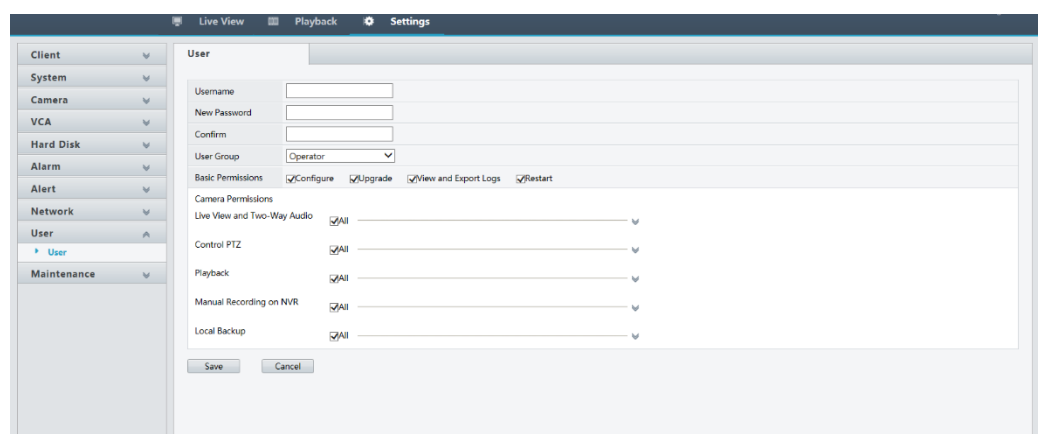 Live View Playback Settings
Client
System
Camera
VCA
Hard Disk
Alarm
Alert
Network
User
User
Maintenance
User
Username
New Password
Confirm
User Group Operator
Basic Permissions Configure Upgrade View and Export Logs Restart
Camera Permissions
Live View and Two-Way Audio All
Control PTZ All
Playback All
Manual Recording on NVR All
Local Backup All
Save Cancel